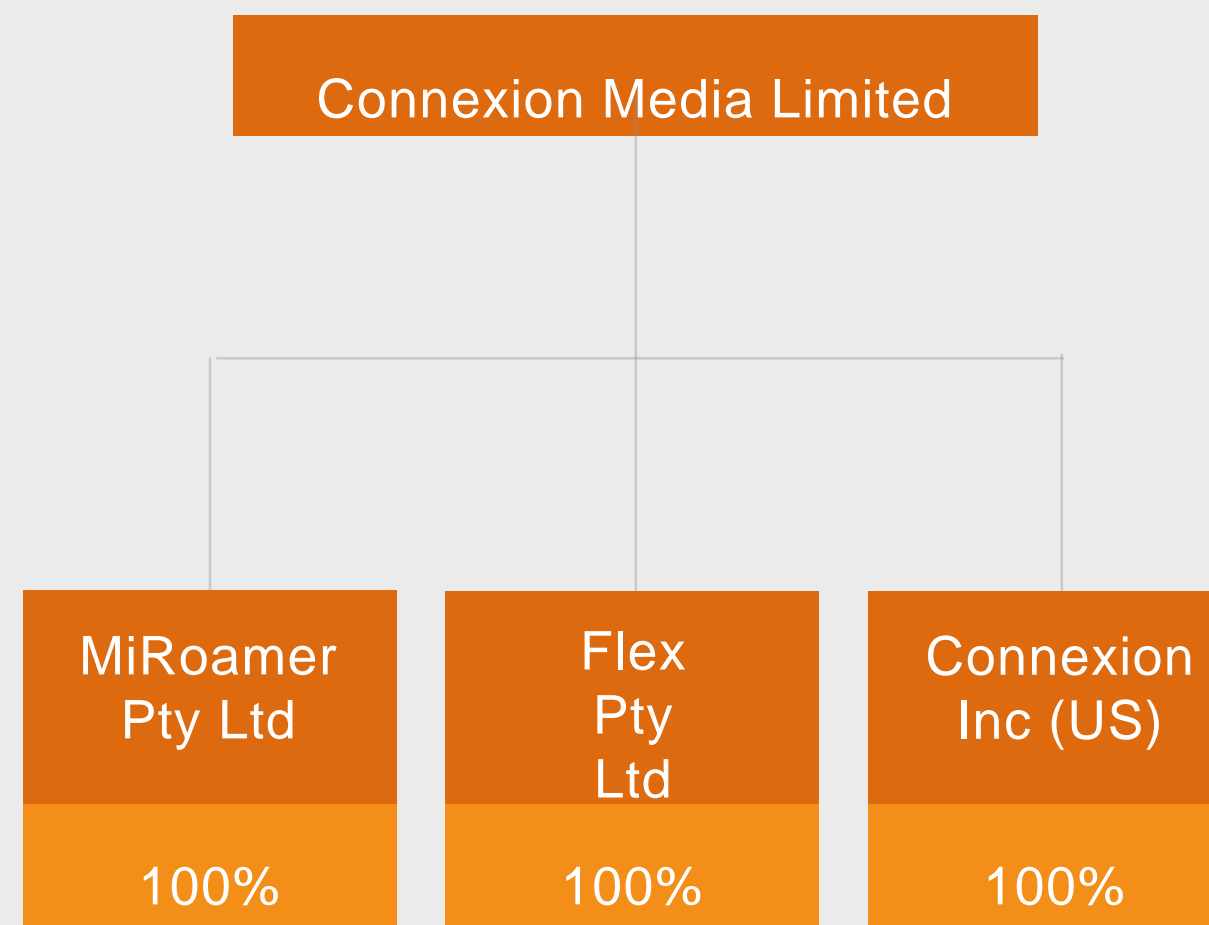 Connexion Media Limited
MiRoamer
Pty Ltd
100%
Flex
Pty
Ltd
100%
Connexion
Inc (US)
100%